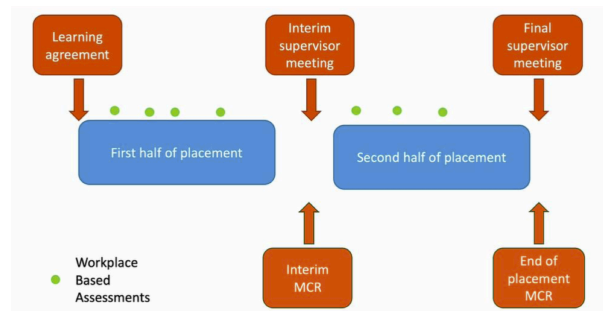 Learning
agreement
Interim
supervisor
meeting
Final
supervisor
meeting
First half of placement
Second half of placement
Workplace
Based
Assessments
Interim
MCR
End of
placement
MCR